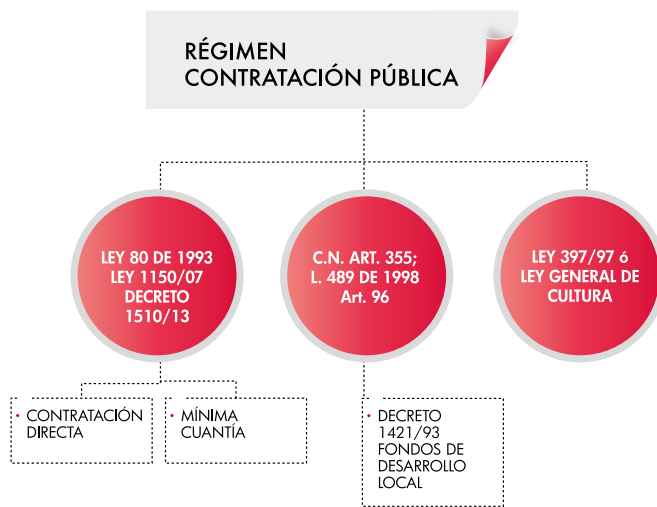 RÉGIMEN
CONTRATACIÓN PÚBLICA
LEY 80 DE 1993
LEY 1150/07
DECRETO
1510/13
C.N. ART. 355;
L. 489 DE 1998
Art. 96
LEY 397/97 ó
LEY GENERAL DE
CULTURA
• CONTRATACIÓN
DIRECTA
• MÍNIMA
CUANTÍA
• DECRETO
1421/93
FONDOS DE
DESARROLLO
LOCAL